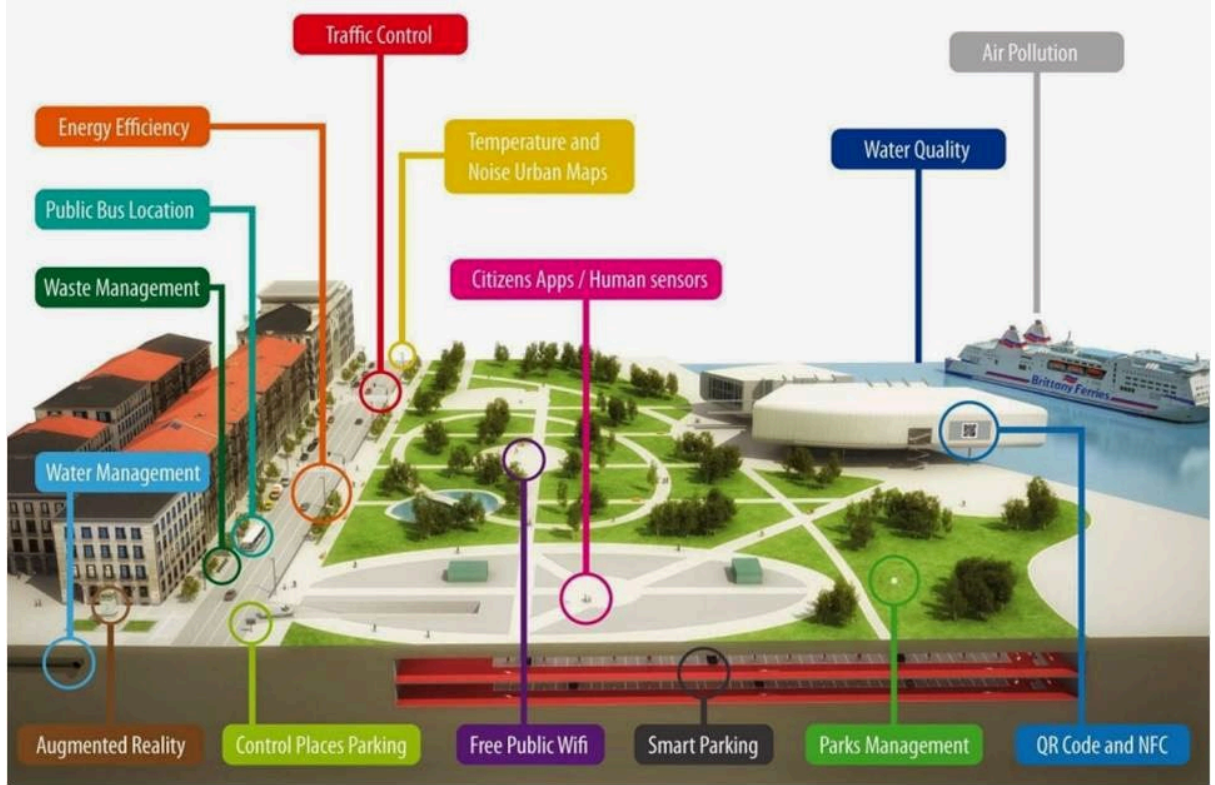 Traffic Control
Air Pollution
Energy Efficiency
Temperature and
Noise Urban Maps
Water Quality
Public Bus Location
Waste Management
Citizens Apps / Human sensors
Brittany Ferries
Water Management
Augmented Reality
Control Places Parking
Free Public Wifi
Smart Parking
Parks Management
QR Code and NFC